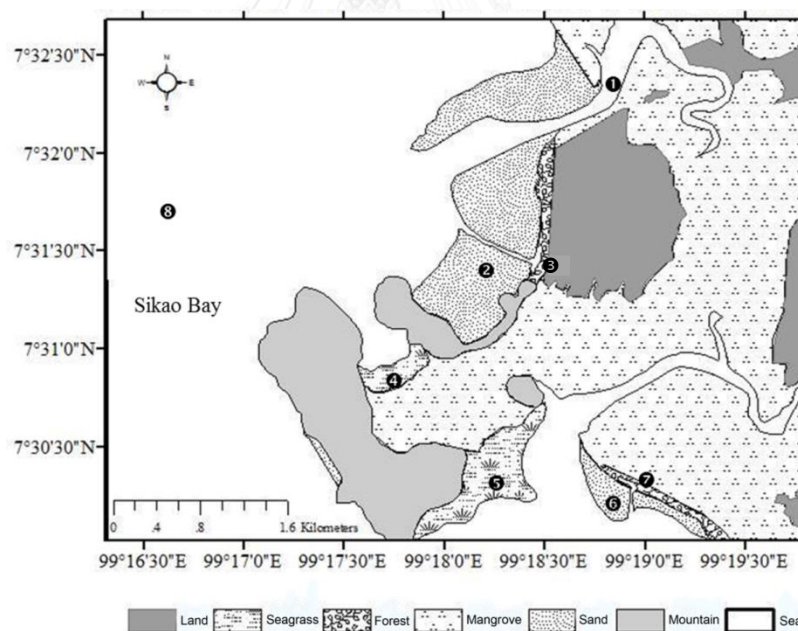 7°32'30"N
7°32'0"N
7°31'30"N
7°31'0"N
7°30'30"N
N
W E
S
1
8
2
3
Sikao Bay
4
5
7
6
0 .4 .8 1.6 Kilometers
99°16'30"E 99°17'0"E 99°17'30"E 99°18'0"E 99°18'30"E 99°19'0"E 99°19'30"E
Land Seagrass Forest Mangrove Sand Mountain Sea